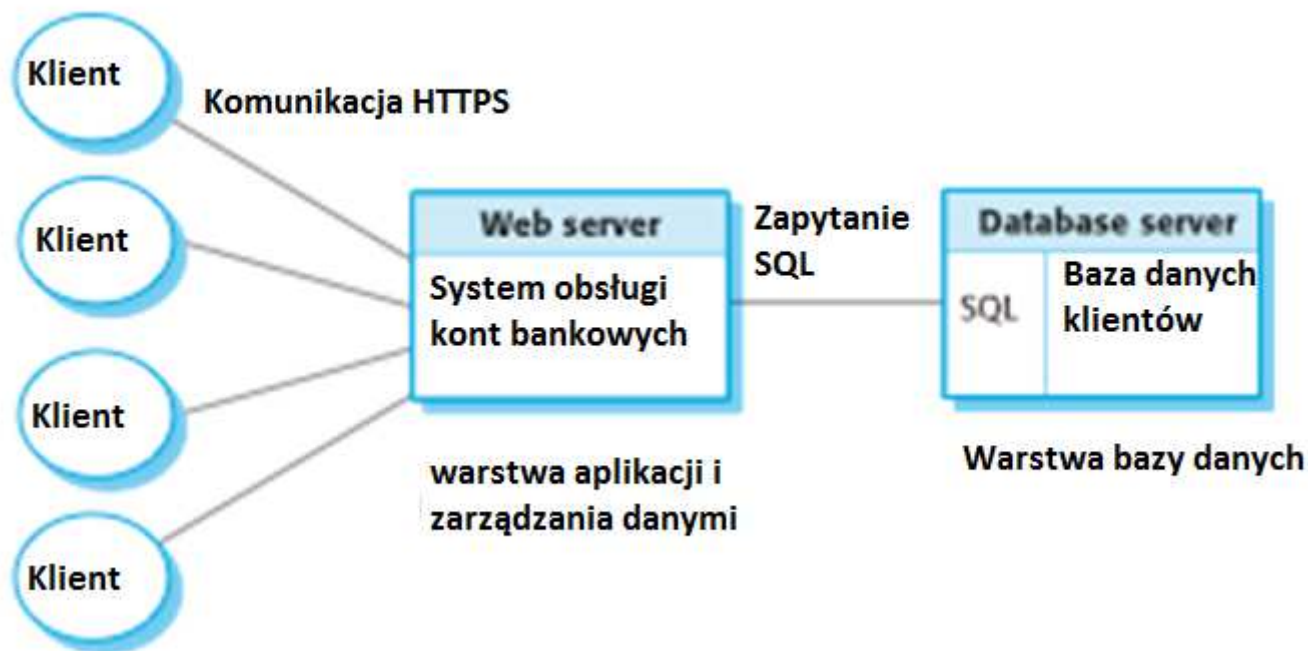 Klient
Komunikacja HTTPS
Klient
Klient
Klient
Web server
System obsługi
kont bankowych
warstwa aplikacji i
zarządzania danymi
Zapytanie
SQL
Database server
SQL
Baza danych
klientów
Warstwa bazy danych